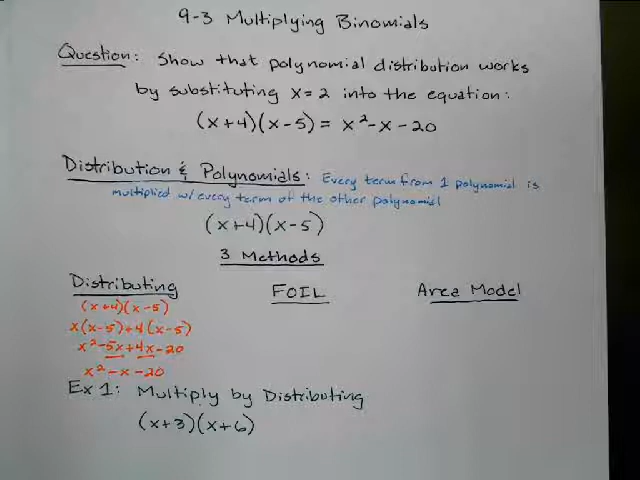 9-3 Multiplying Binomials
Question: Show that polynomial distribution works
by substituting x=2 into the equation:
(x+4)(x-5) = x²-x-20
Distribution & Polynomials: Every term from 1 polynomial is
multiplied w/ every term of the other polynomial
(x+4)(x-5)
3 Methods
Distributing FOIL Area Model
(x+4)(x-5)
x(x-5)+4(x-5)
x²-5x+4x-20
x²-x-20
Ex 1: Multiply by Distributing
(x+3)(x+6)